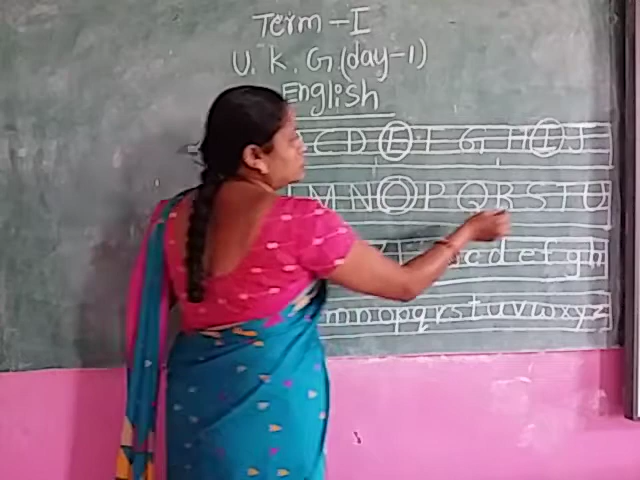 Term-I
U.K.G.(day-1)
English
C D E F G H I J
M N O P Q R S T U
c d e f g h
m n o p q r s t u v w x y z